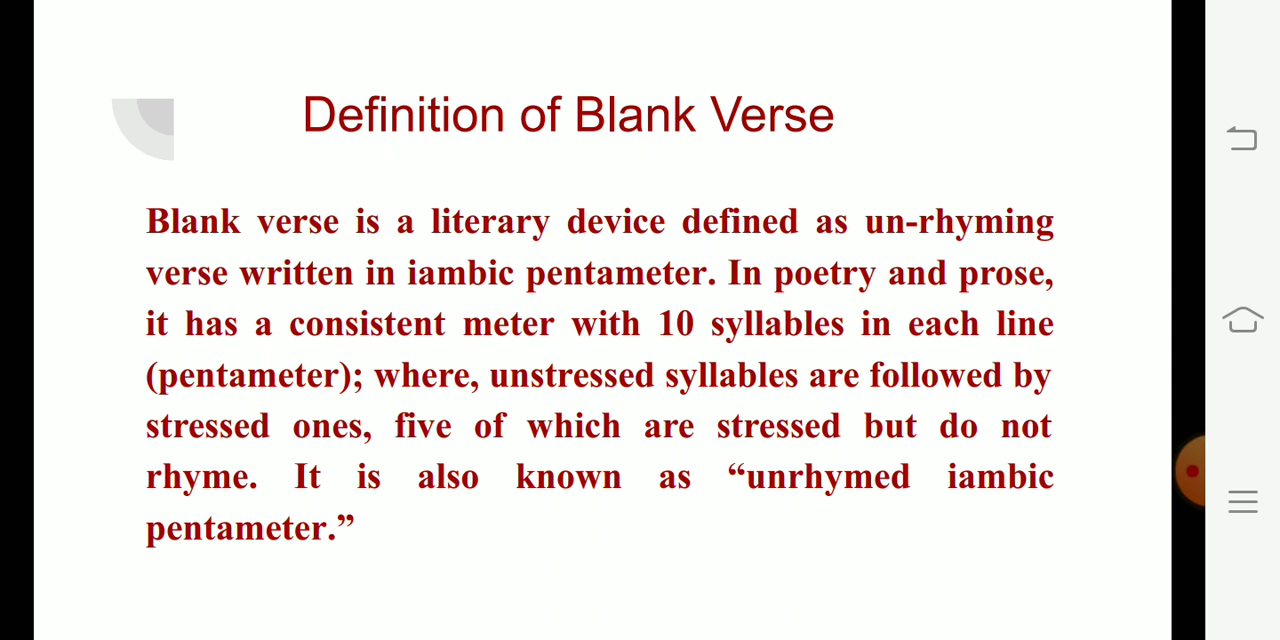 Definition of Blank Verse
Blank verse is a literary device defined as un-rhyming
verse written in iambic pentameter. In poetry and prose,
it has a consistent meter with 10 syllables in each line
(pentameter); where, unstressed syllables are followed by
stressed ones, five of which are stressed but do not
rhyme. It is also known as “unrhymed iambic
pentameter.”